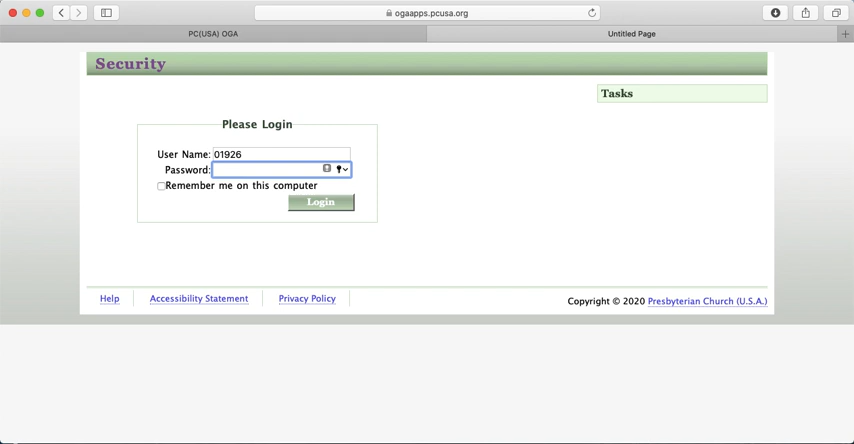 ogaapps.pcusa.org
PC(USA) OGA
Untitled Page
Security
Tasks
Please Login
User Name: 01926
Password:
Remember me on this computer
Login
Help
Accessibility Statement
Privacy Policy
Copyright © 2020 Presbyterian Church (U.S.A.)